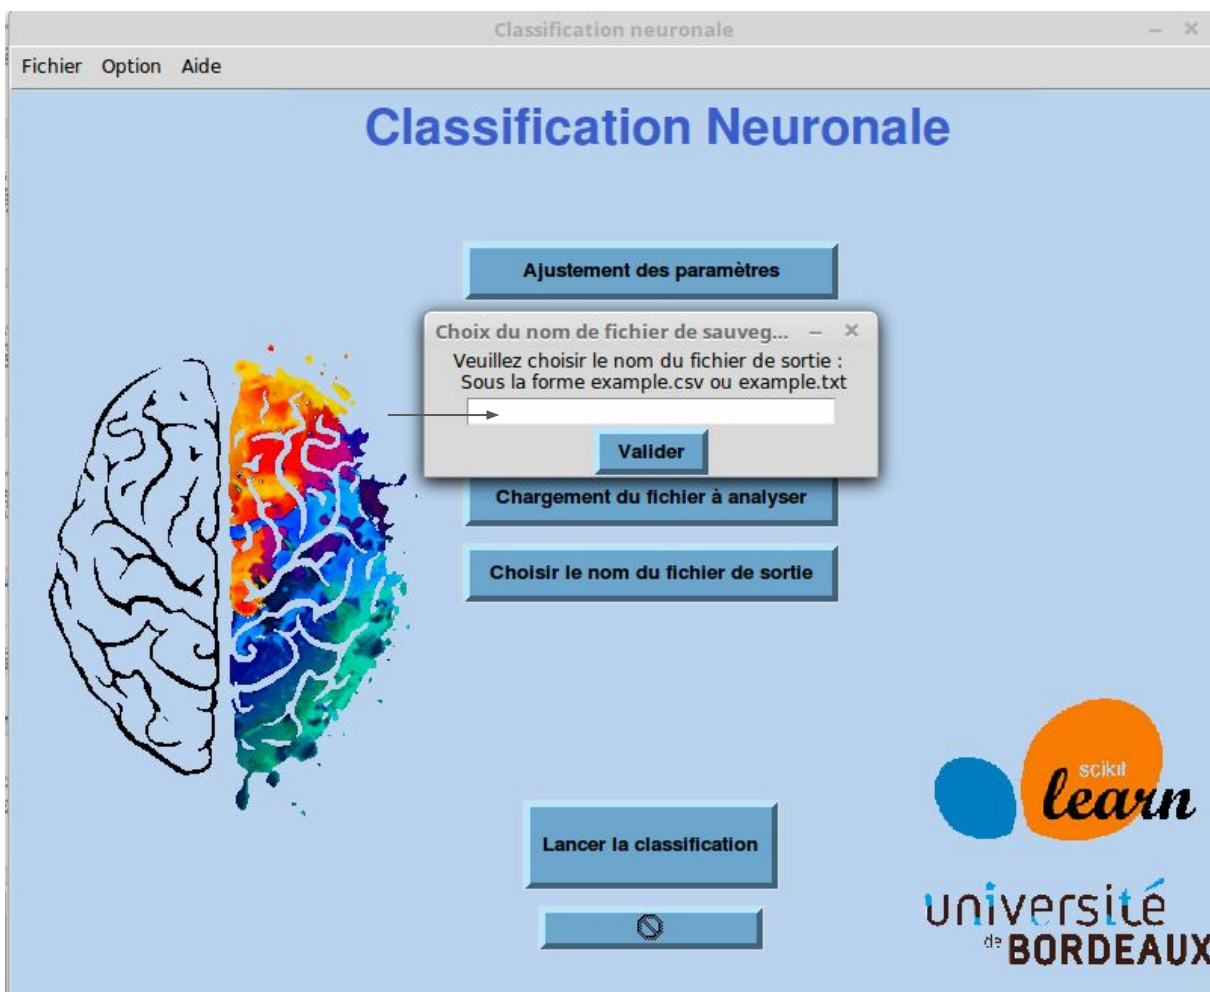 Classification neuronale
Fichier Option Aide
Classification Neuronale
Ajustement des paramètres
Choix du nom de fichier de sauveg...
Veuillez choisir le nom du fichier de sortie :
Sous la forme example.csv ou example.txt
Valider
Chargement du fichier à analyser
Choisir le nom du fichier de sortie
Lancer la classification
scikit
learn
université
de BORDEAUX